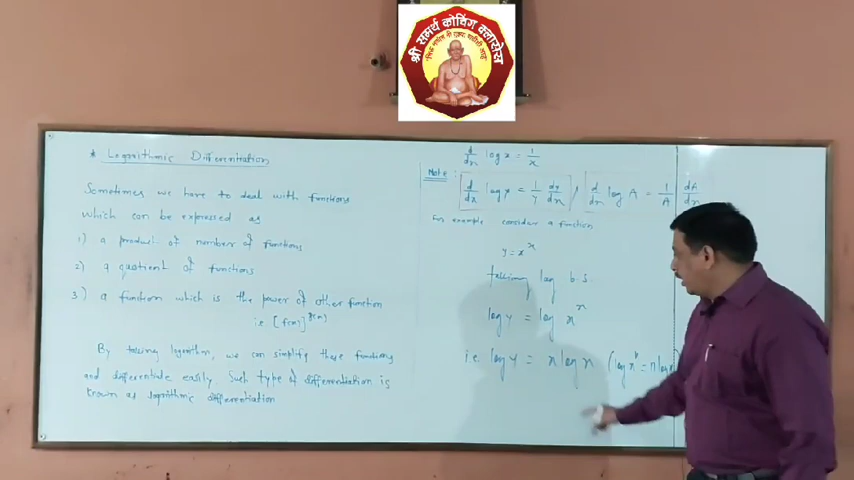 श्री समर्थ कोचिंग क्लासेस
* Logarithmic Differentiation
Sometimes we have to deal with functions
which can be expressed as
1) a product of number of functions
2) a quotient of functions
3) a function which is the power of other function
i.e. [f(x)]^g(x)
By taking logarithm, we can simplify these functions
and differentiate easily. Such type of differentiation is
known as logarithmic differentiation
d/dx log x = 1/x
Note: d/dx log y = 1/y dy/dx / d/dx log A = 1/A dA/dx
For example consider a function
y = x^x
taking log b.s.
log y = log x^x
i.e. log y = x log x (log x^n = n log x)